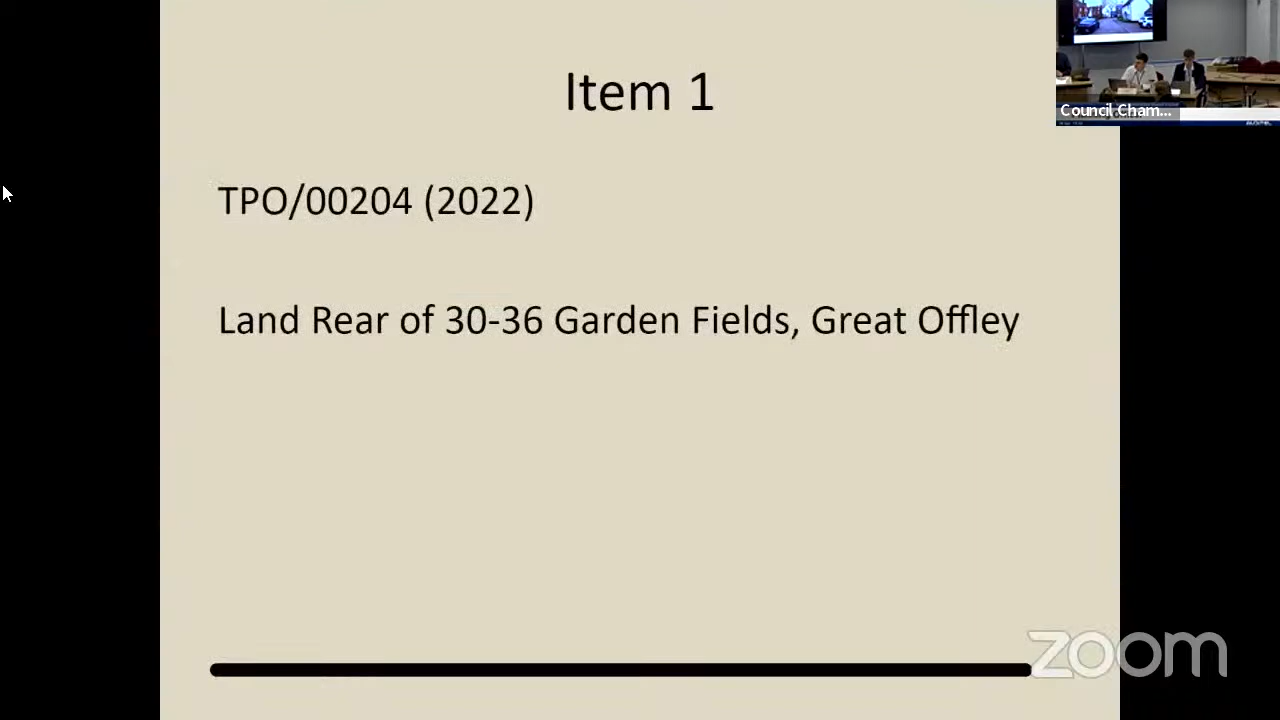 Item 1
Council Cham...
TPO/00204 (2022)
Land Rear of 30-36 Garden Fields, Great Offley
zoom